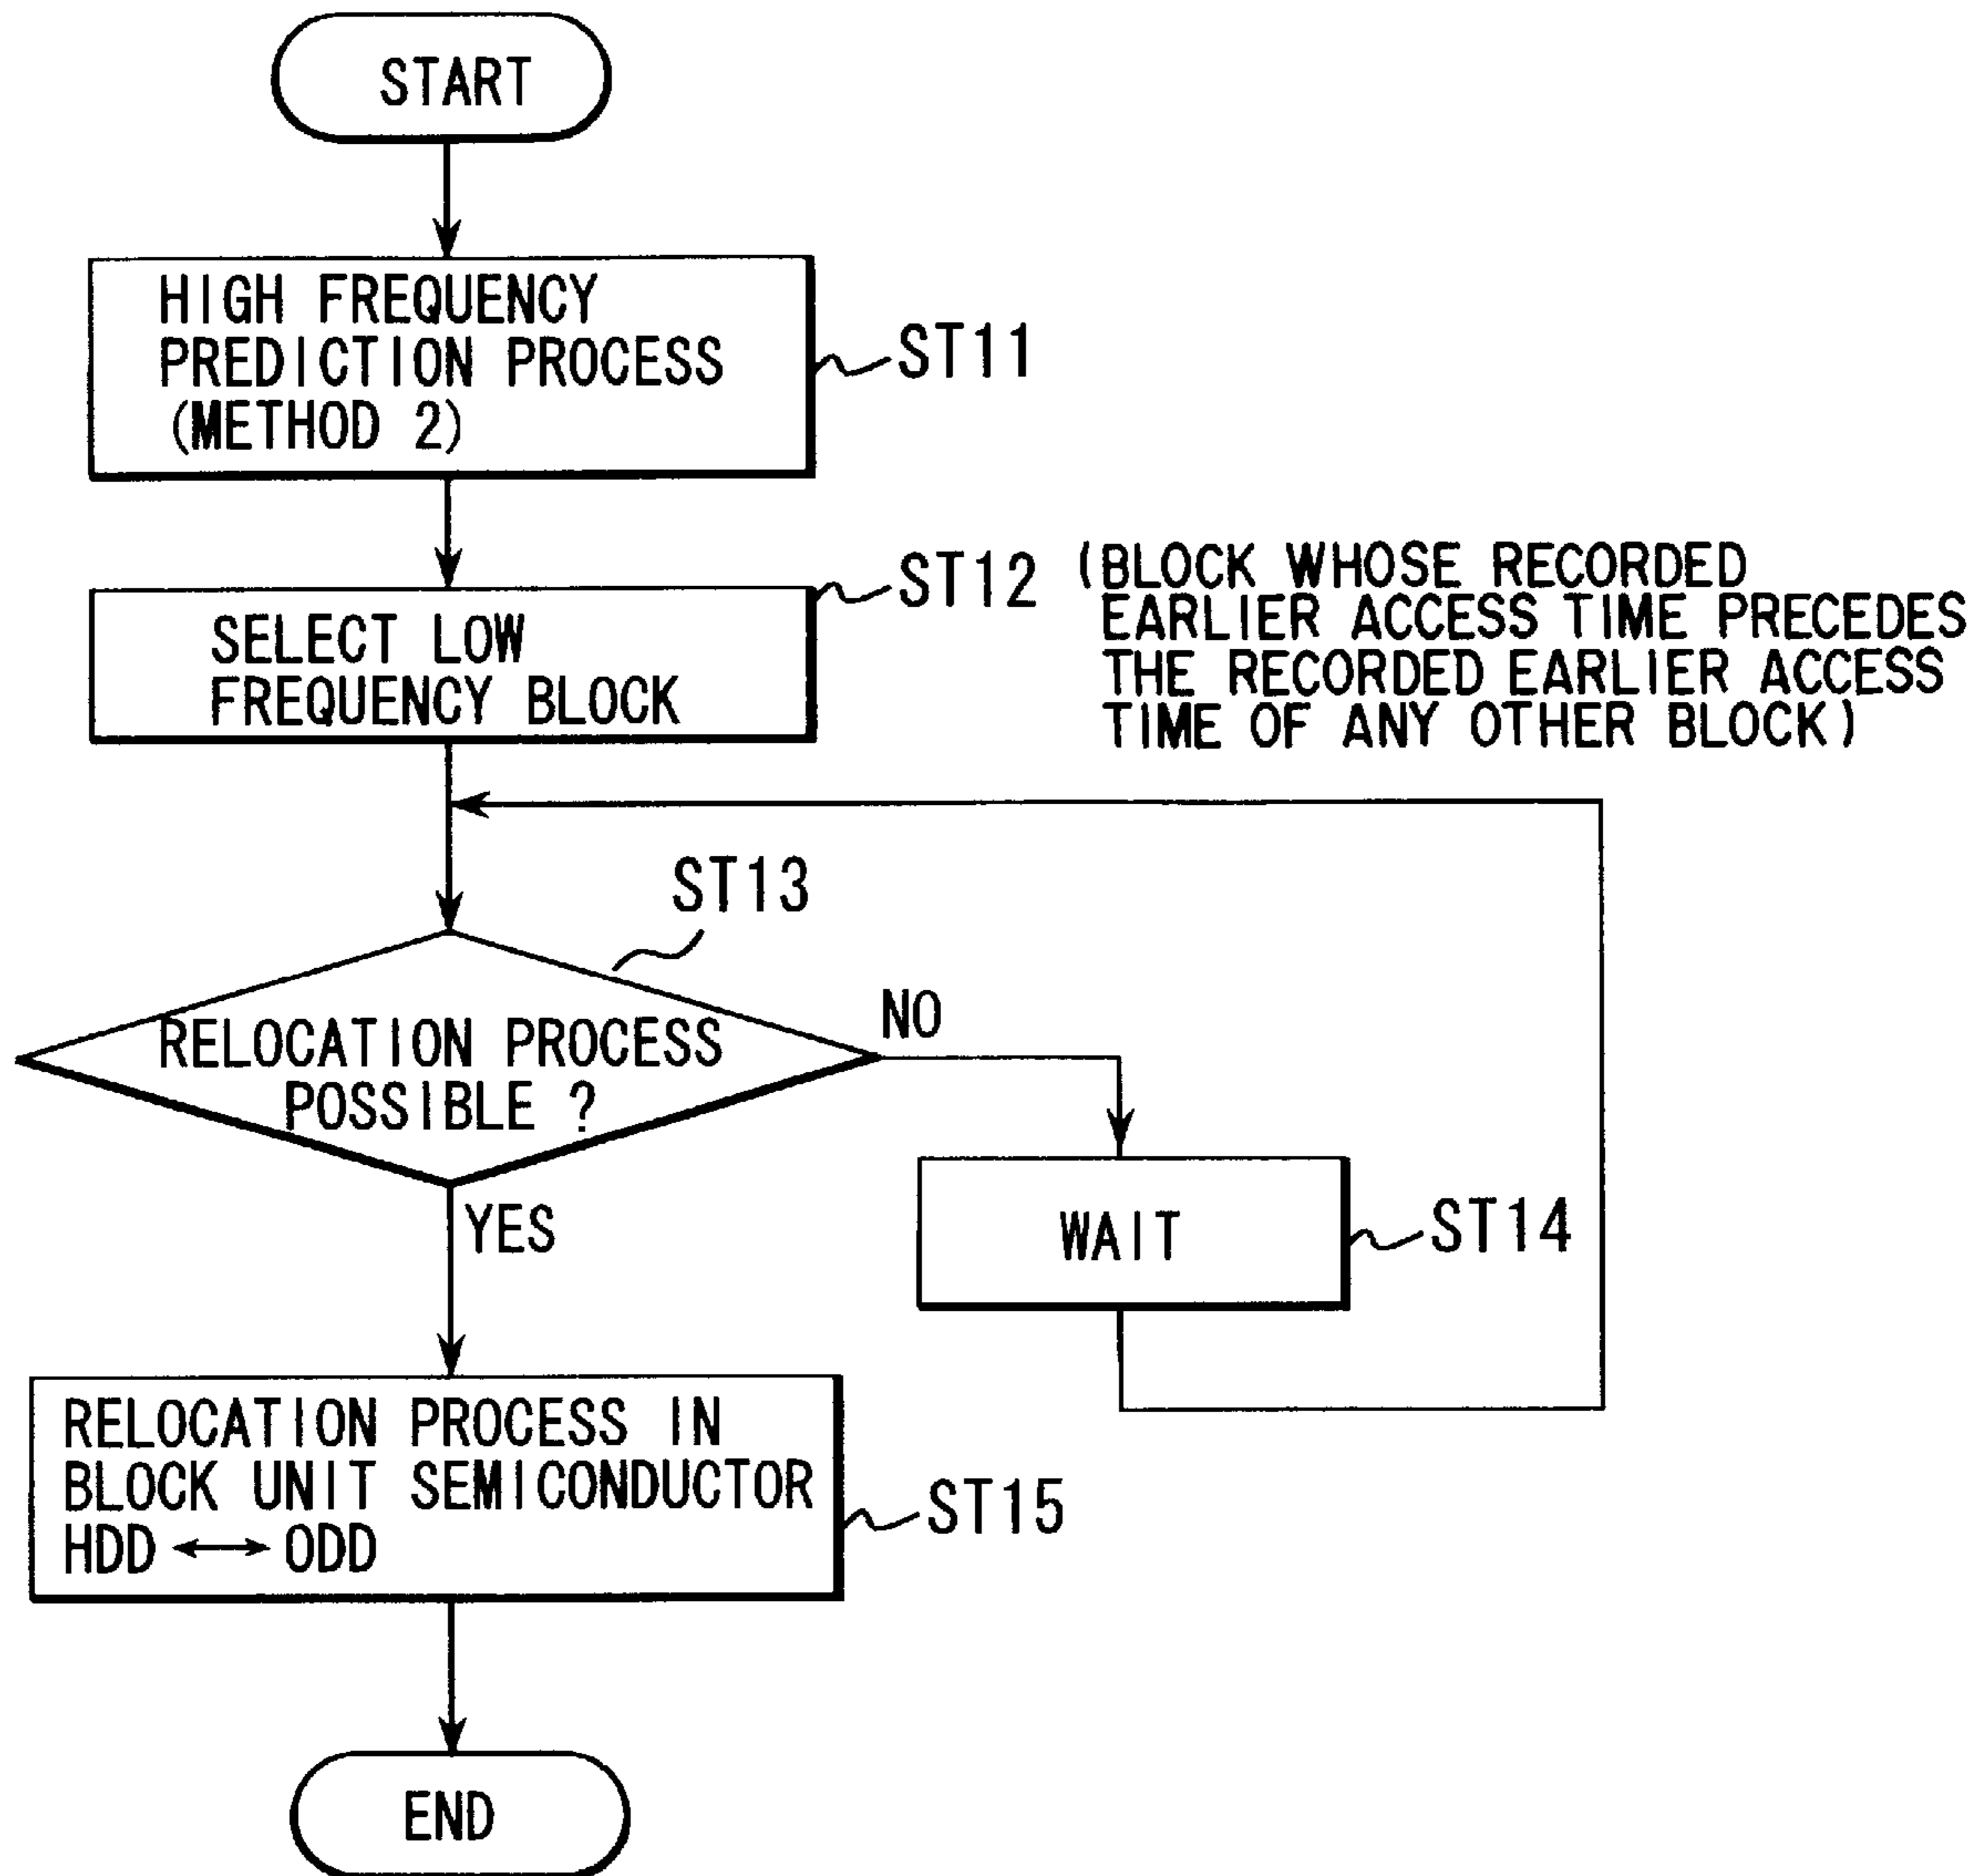 START
HIGH FREQUENCY
PREDICTION PROCESS
(METHOD 2)
ST11
SELECT LOW
FREQUENCY BLOCK
ST12
(BLOCK WHOSE RECORDED
EARLIER ACCESS TIME PRECEDES
THE RECORDED EARLIER ACCESS
TIME OF ANY OTHER BLOCK)
ST13
RELOCATION PROCESS
POSSIBLE ?
NO
YES
WAIT
ST14
RELOCATION PROCESS IN
BLOCK UNIT SEMICONDUCTOR
HDD ↔ ODD
ST15
END